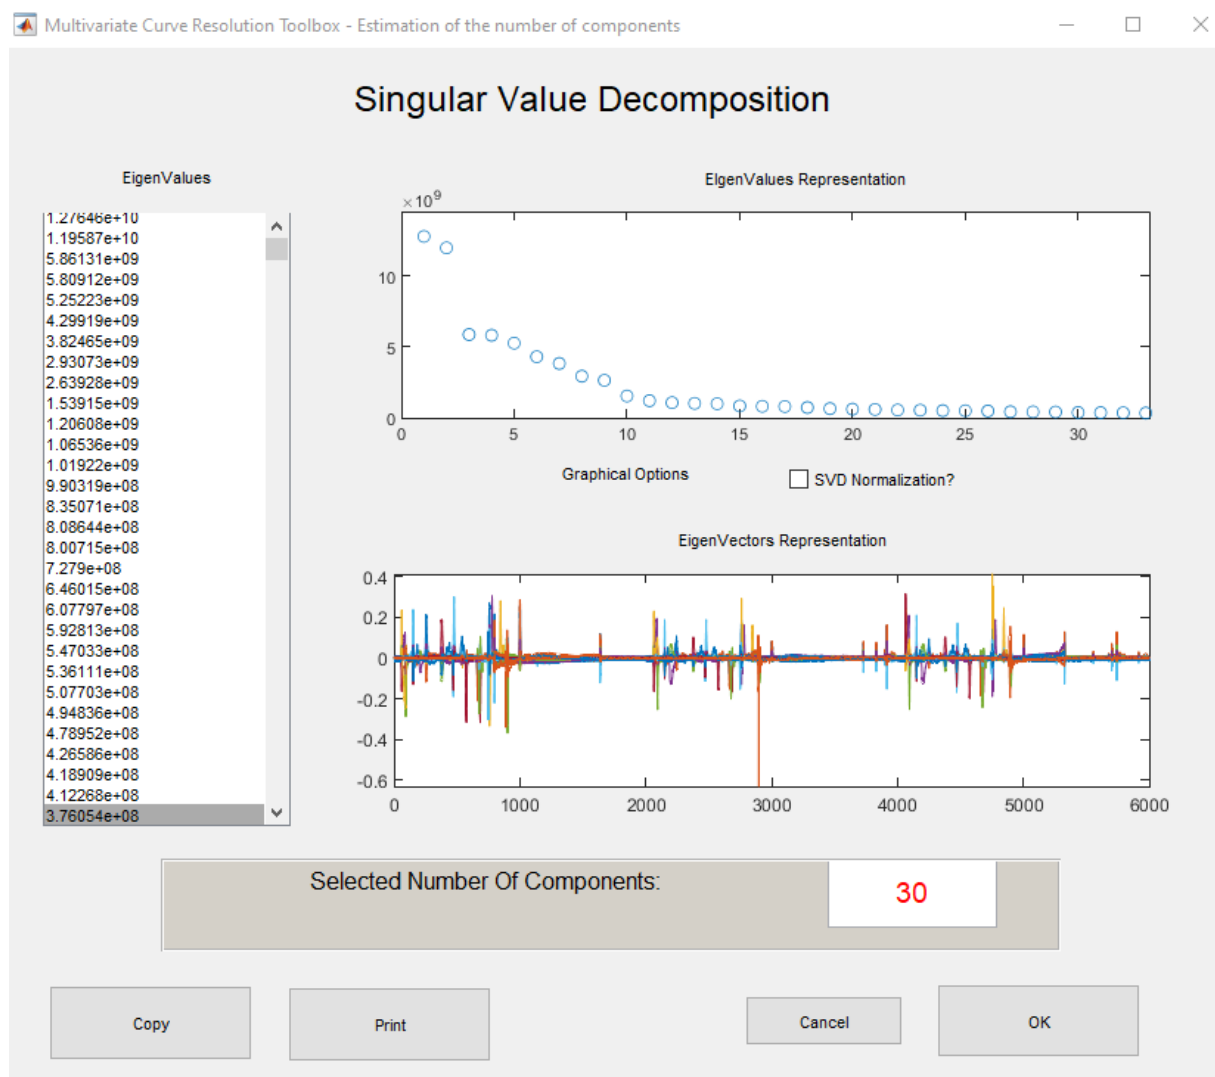 Multivariate Curve Resolution Toolbox - Estimation of the number of components
Singular Value Decomposition
EigenValues
1.27646e+10
1.19587e+10
5.86131e+09
5.80912e+09
5.25223e+09
4.29919e+09
3.82465e+09
2.93073e+09
2.63928e+09
1.53915e+09
1.20608e+09
1.06536e+09
1.01922e+09
9.90319e+08
8.35071e+08
8.08644e+08
8.00715e+08
7.279e+08
6.46015e+08
6.07797e+08
5.92813e+08
5.47033e+08
5.36111e+08
5.07703e+08
4.94836e+08
4.78952e+08
4.26586e+08
4.18909e+08
4.12268e+08
3.76054e+08
EIgenValues Representation
×10^9
10
5
0
0 5 10 15 20 25 30
Graphical Options
SVD Normalization?
EigenVectors Representation
0.4
0.2
0
-0.2
-0.4
-0.6
0 1000 2000 3000 4000 5000 6000
Selected Number Of Components: 30
Copy Print Cancel OK